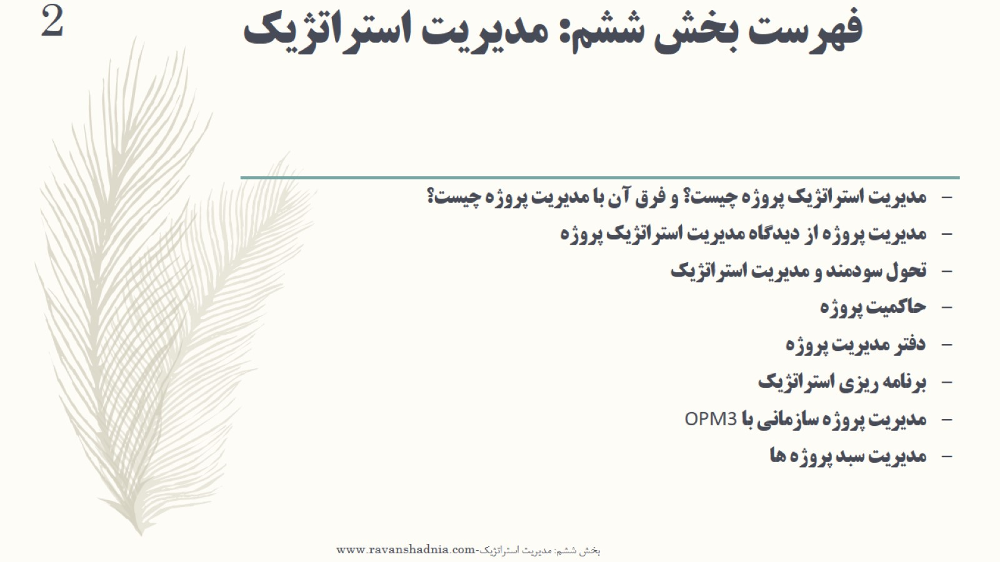 2
فهرست بخش ششم: مدیریت استراتژیک
– مدیریت استراتژیک پروژه چیست؟ و فرق آن با مدیریت پروژه چیست؟
– مدیریت پروژه از دیدگاه مدیریت استراتژیک پروژه
– تحول سودمند و مدیریت استراتژیک
– حاکمیت پروژه
– دفتر مدیریت پروژه
– برنامه ریزی استراتژیک
– مدیریت پروژه سازمانی با OPM3
– مدیریت سبد پروژه ها
بخش ششم: مدیریت استراتژیک-www.ravanshadnia.com